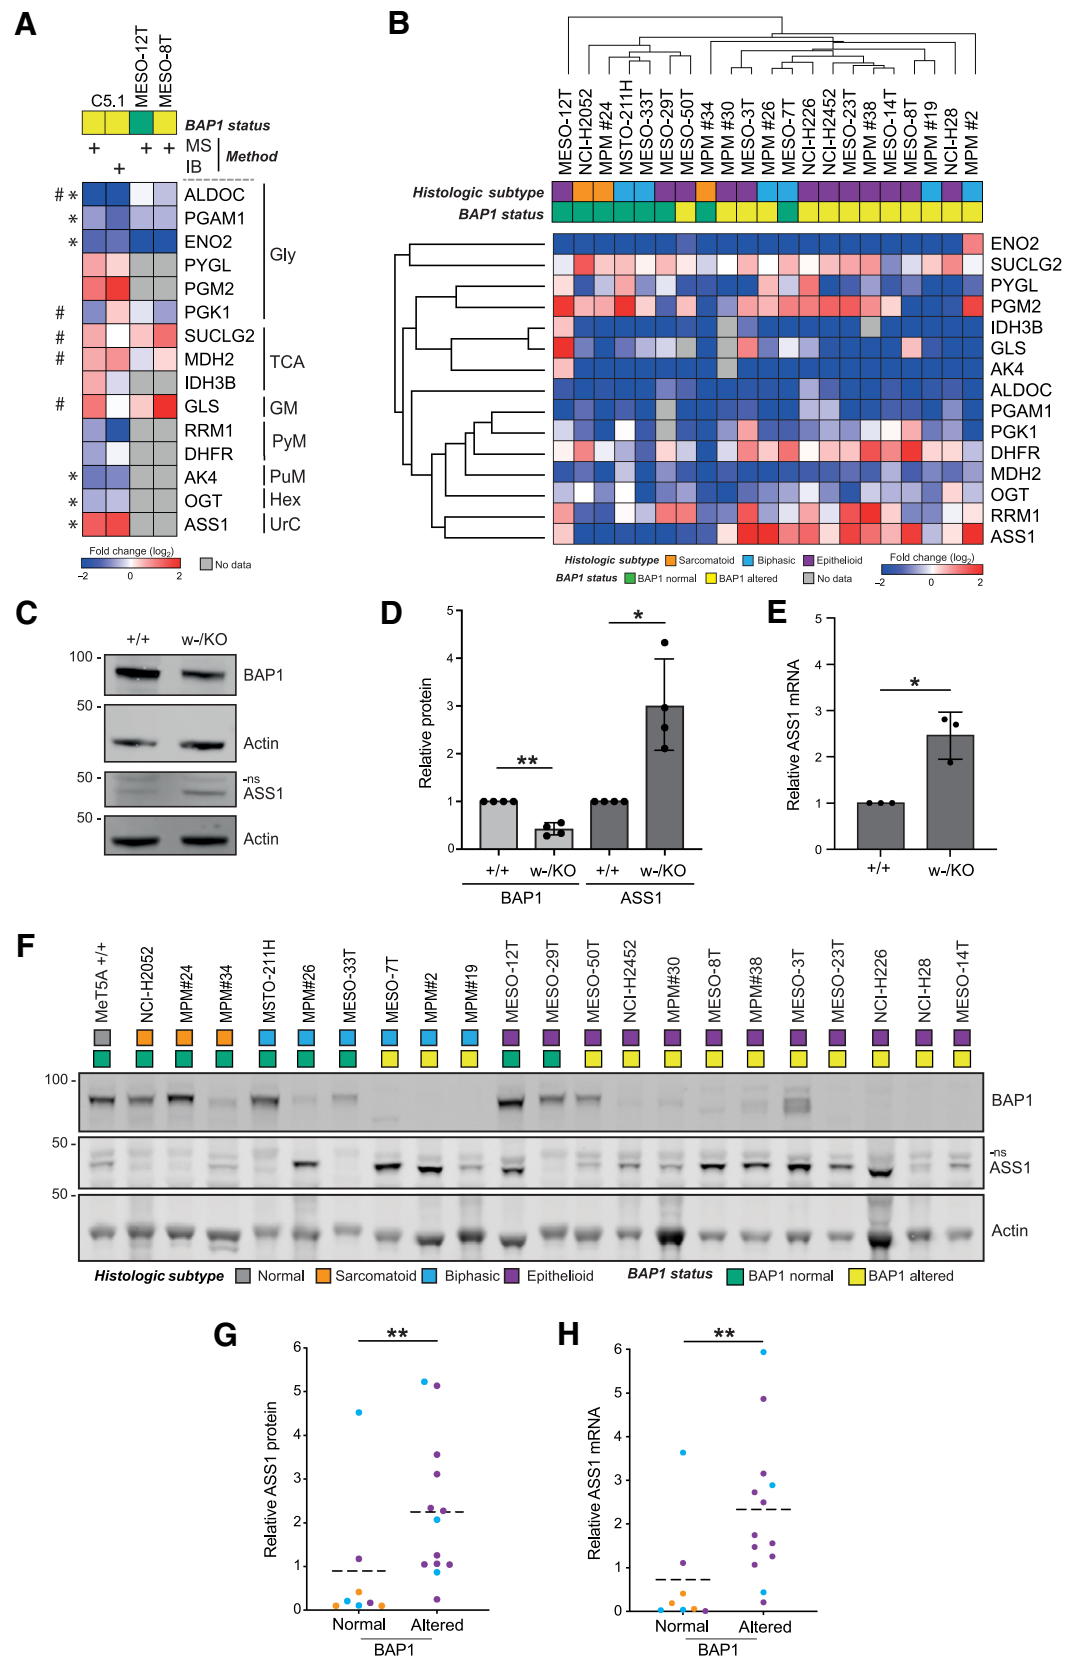 A
MESO-12T
MESO-8T
C5.1
BAP1 status
+ + + MS
+ IB
Method
# * ALDOC
* PGAM1
* ENO2
PYGL
PGM2
# PGK1
Gly
# SUCLG2
# MDH2
IDH3B
TCA
# GLS
GM
RRM1
DHFR
PyM
* AK4
PuM
* OGT
Hex
* ASS1
UrC
Fold change (log2)
−2 0 2
No data
B
MESO-12T
NCI-H2052
MPM #24
MSTO-211H
MESO-33T
MESO-29T
MESO-50T
MPM #34
MPM #30
MESO-3T
MPM #26
MESO-7T
NCI-H226
NCI-H2452
MESO-23T
MPM #38
MESO-14T
MESO-8T
MPM #19
NCI-H28
MPM #2
Histologic subtype
BAP1 status
ENO2
SUCLG2
PYGL
PGM2
IDH3B
GLS
AK4
ALDOC
PGAM1
PGK1
DHFR
MDH2
OGT
RRM1
ASS1
Histologic subtype Sarcomatoid Biphasic Epithelioid
BAP1 status BAP1 normal BAP1 altered No data
Fold change (log2)
−2 0 2
C
+/+ w-/KO
100 - BAP1
50 - Actin
50 - -ns
ASS1
50 - Actin
D
Relative protein
5
4
3
2
1
0
**
*
+/+ w-/KO +/+ w-/KO
BAP1 ASS1
E
Relative ASS1 mRNA
5
4
3
2
1
0
*
+/+ w-/KO
F
MeT5A +/+
NCI-H2052
MPM#24
MPM#34
MSTO-211H
MPM#26
MESO-33T
MESO-7T
MPM#2
MPM#19
MESO-12T
MESO-29T
MESO-50T
NCI-H2452
MPM#30
MESO-8T
MPM#38
MESO-3T
MESO-23T
NCI-H226
NCI-H28
MESO-14T
100 - BAP1
50 - -ns
ASS1
50 - Actin
Histologic subtype Normal Sarcomatoid Biphasic Epithelioid BAP1 status BAP1 normal BAP1 altered
G
Relative ASS1 protein
6
5
4
3
2
1
0
**
Normal Altered
BAP1
H
Relative ASS1 mRNA
6
5
4
3
2
1
0
**
Normal Altered
BAP1